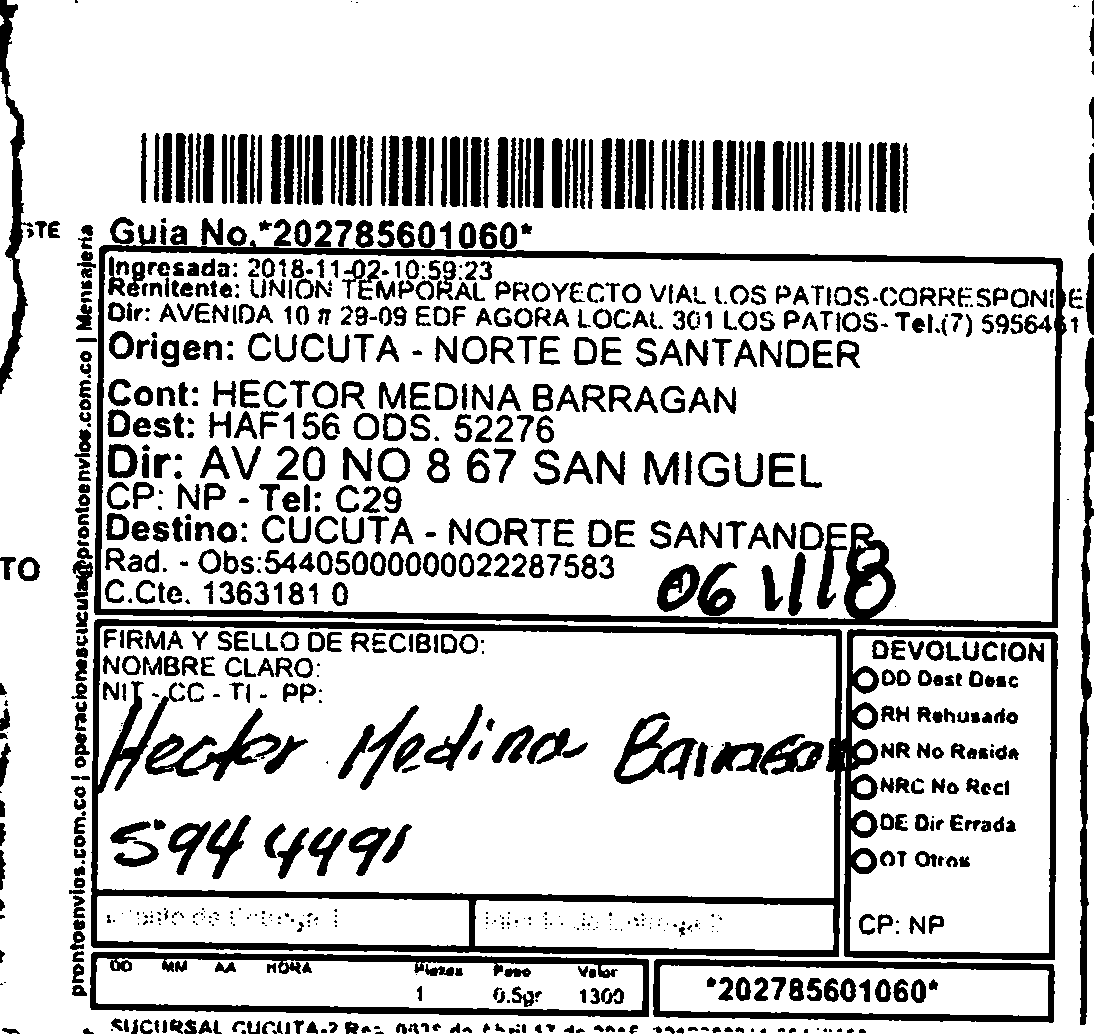 STE
TO
prontoenvios.com.co | operacionescucuta@prontoenvios.com.co | Mensajeria
Guia No.*202785601060*
Ingresada: 2018-11-02-10:59:23
Remitente: UNION TEMPORAL PROYECTO VIAL LOS PATIOS-CORRESPONDE
Dir: AVENIDA 10 # 29-09 EDF AGORA LOCAL 301 LOS PATIOS- Tel.(7) 5956461
Origen: CUCUTA - NORTE DE SANTANDER
Cont: HECTOR MEDINA BARRAGAN
Dest: HAF156 ODS. 52276
Dir: AV 20 NO 8 67 SAN MIGUEL
CP: NP - Tel: C29
Destino: CUCUTA - NORTE DE SANTANDER
Rad. - Obs:544050000000022287583
C.Cte. 1363181 0
06 1/118
FIRMA Y SELLO DE RECIBIDO:
NOMBRE CLARO:
NIT - CC - TI - PP:
Hector Medina Barragan
594 4491
DEVOLUCION
DD Dest Desc
RH Rehusado
NR No Reside
NRC No Recl
DE Dir Errada
OT Otros
CP: NP
DD MM AA HORA Piezas Peso Valor
1 0.5gr 1300
*202785601060*
SUCURSAL CUCUTA